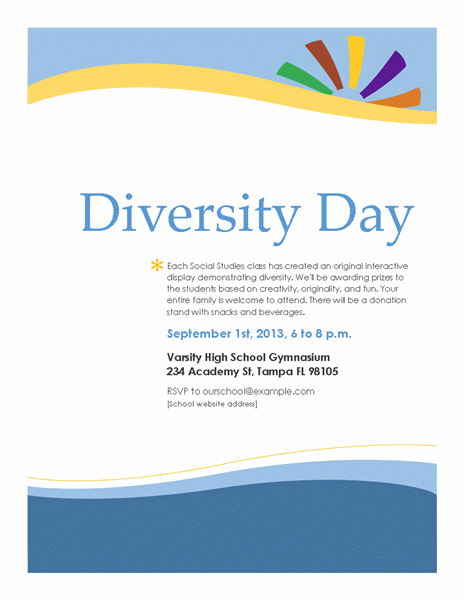 Diversity Day
* Each Social Studies class has created an original interactive
display demonstrating diversity. We'll be awarding prizes to
the students based on creativity, originality, and fun. Your
entire family is welcome to attend. There will be a donation
stand with snacks and beverages.
September 1st, 2013, 6 to 8 p.m.
Varsity High School Gymnasium
234 Academy St, Tampa FL 98105
RSVP to ourschool@example.com
[School website address]